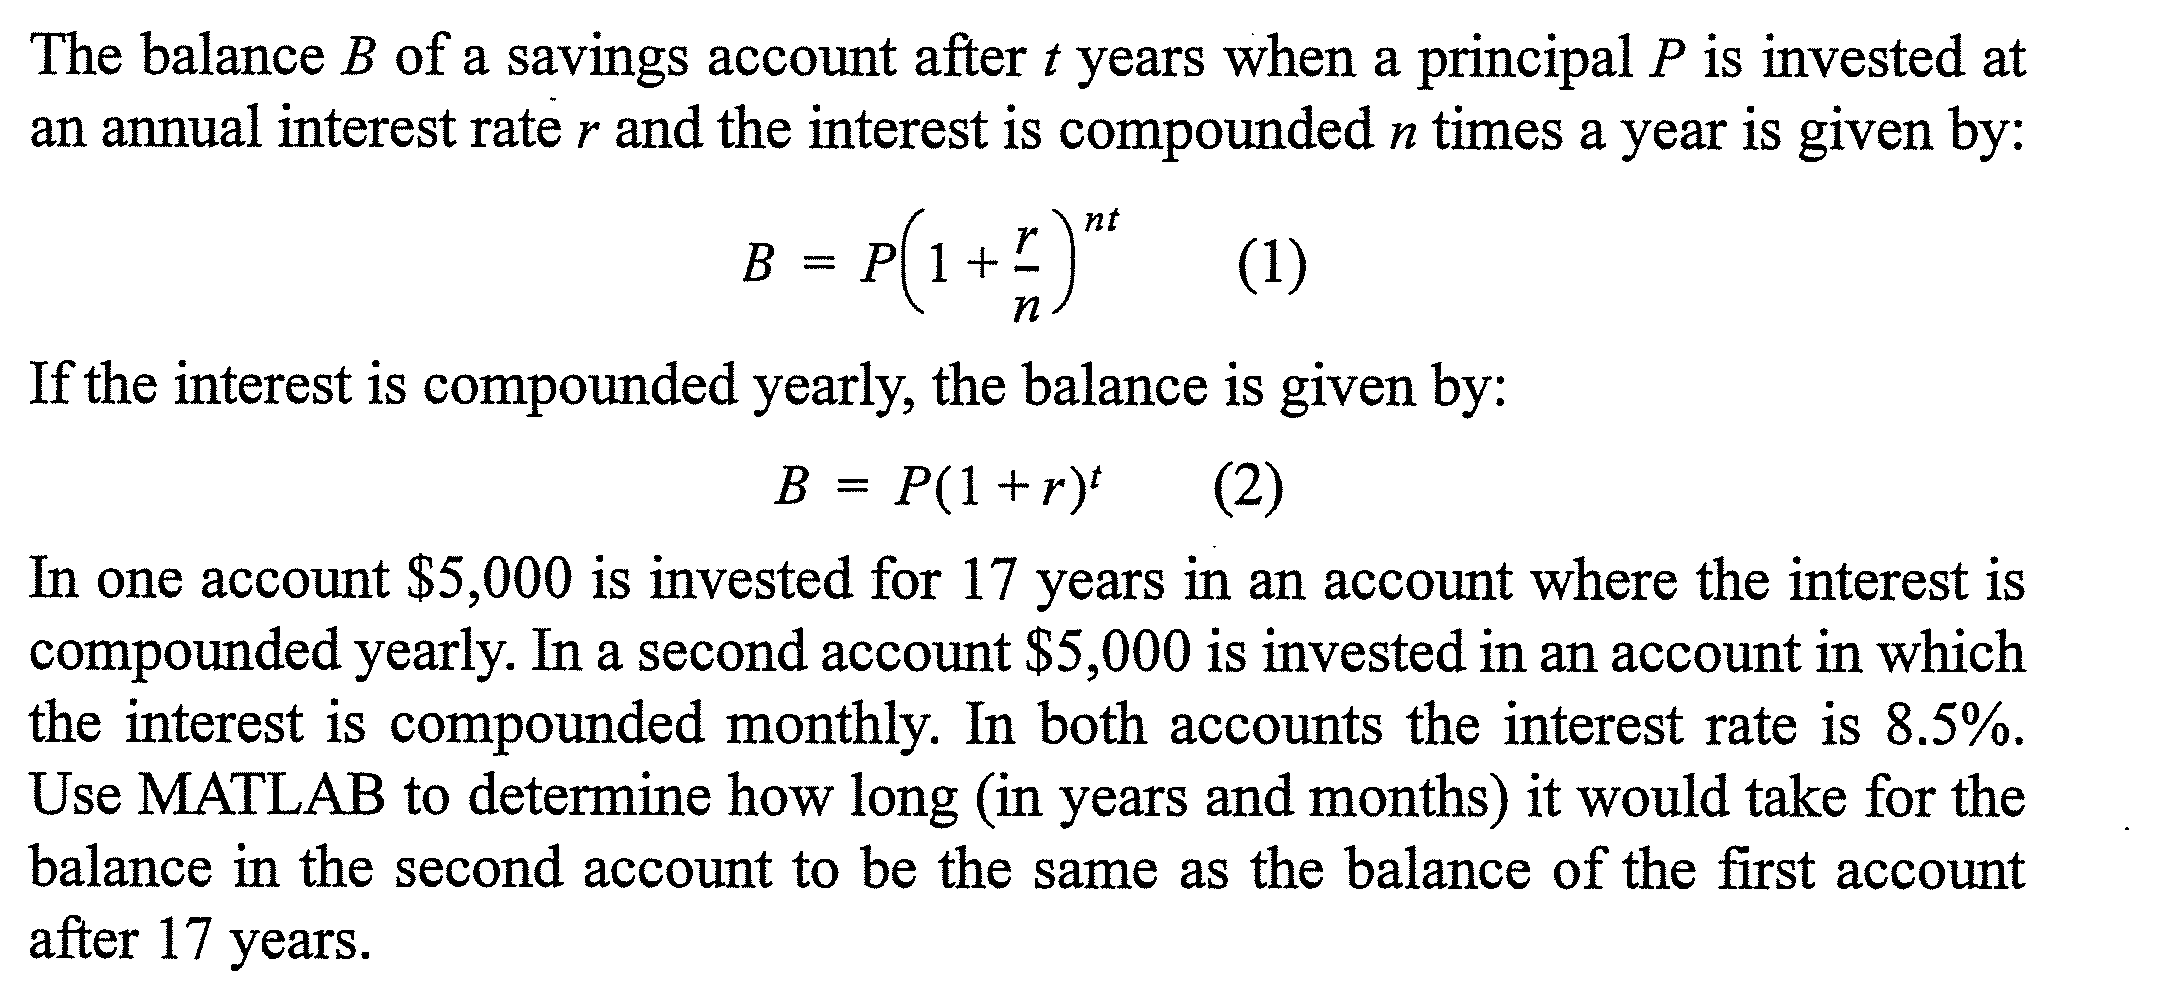 The balance B of a savings account after t years when a principal P is invested at
an annual interest rate r and the interest is compounded n times a year is given by:
B = P(1 + r/n)^{nt} (1)
If the interest is compounded yearly, the balance is given by:
B = P(1 + r)^t (2)
In one account $5,000 is invested for 17 years in an account where the interest is
compounded yearly. In a second account $5,000 is invested in an account in which
the interest is compounded monthly. In both accounts the interest rate is 8.5%.
Use MATLAB to determine how long (in years and months) it would take for the
balance in the second account to be the same as the balance of the first account
after 17 years.